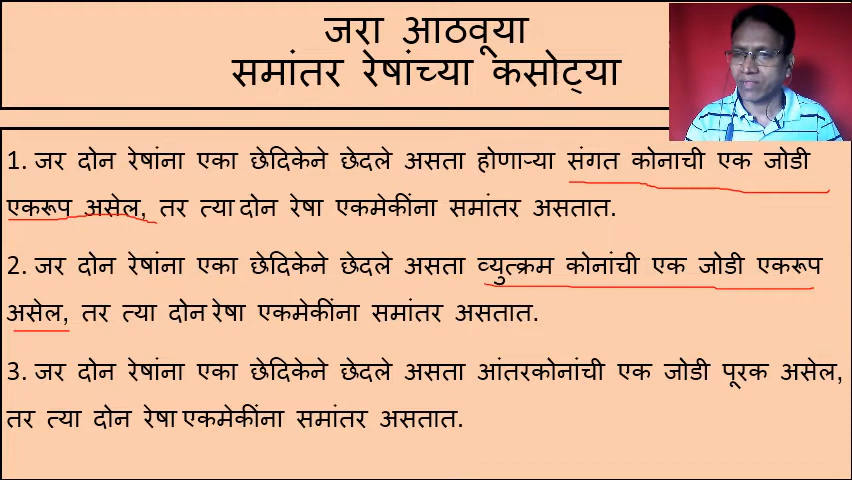 जरा आठवूया
समांतर रेषांच्या कसोट्या
1. जर दोन रेषांना एका छेदिकेने छेदले असता होणाऱ्या संगत कोनाची एक जोडी
एकरूप असेल, तर त्या दोन रेषा एकमेकींना समांतर असतात.
2. जर दोन रेषांना एका छेदिकेने छेदले असता व्युत्क्रम कोनांची एक जोडी एकरूप
असेल, तर त्या दोन रेषा एकमेकींना समांतर असतात.
3. जर दोन रेषांना एका छेदिकेने छेदले असता आंतरकोनांची एक जोडी पूरक असेल,
तर त्या दोन रेषा एकमेकींना समांतर असतात.